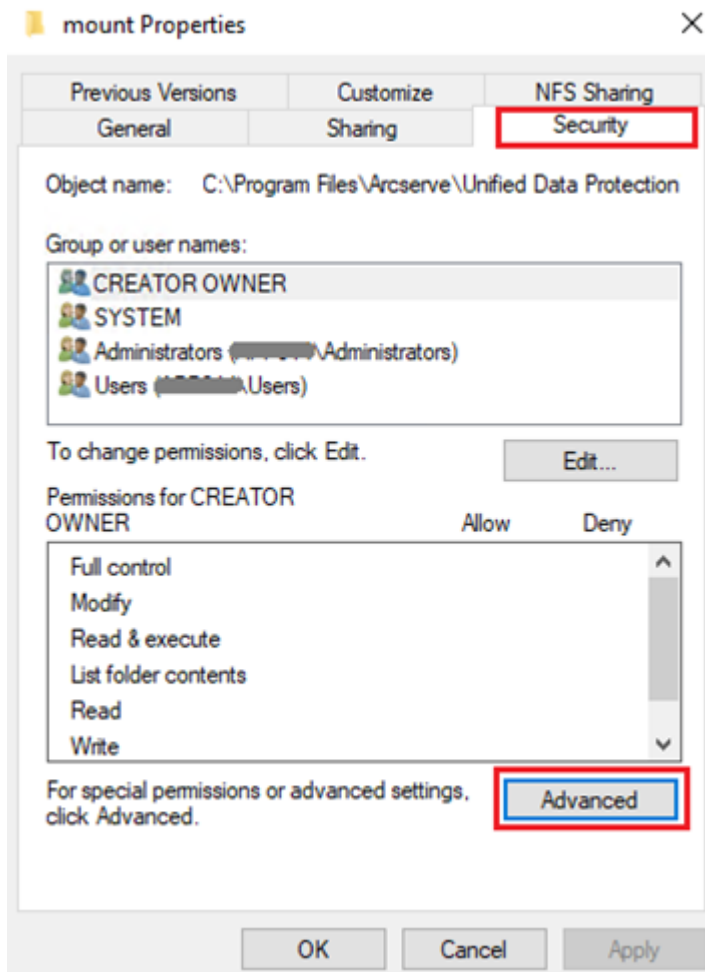 mount Properties
Previous Versions
Customize
NFS Sharing
General
Sharing
Security
Object name: C:\Program Files\Arcserve\Unified Data Protection
Group or user names:
CREATOR OWNER
SYSTEM
Administrators ( \Administrators)
Users ( \Users)
To change permissions, click Edit.
Edit...
Permissions for CREATOR
OWNER
Allow
Deny
Full control
Modify
Read & execute
List folder contents
Read
Write
For special permissions or advanced settings,
click Advanced.
Advanced
OK
Cancel
Apply